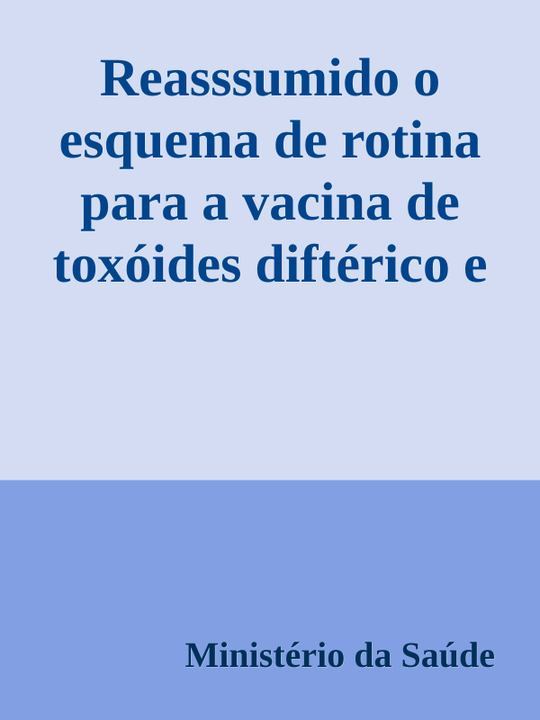 Reasssumido o
esquema de rotina
para a vacina de
toxóides diftérico e
Ministério da Saúde